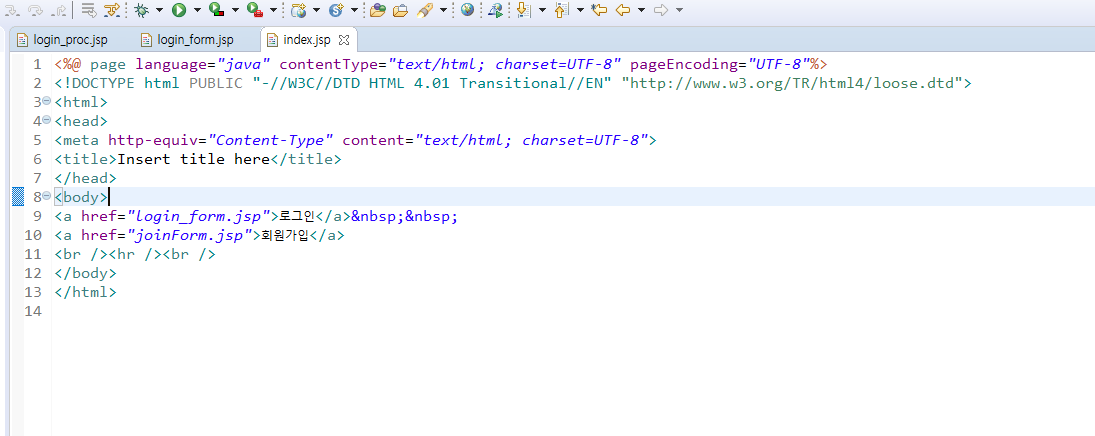 login_proc.jsp login_form.jsp index.jsp
1 <%@ page language="java" contentType="text/html; charset=UTF-8" pageEncoding="UTF-8"%>
2 <!DOCTYPE html PUBLIC "-//W3C//DTD HTML 4.01 Transitional//EN" "http://www.w3.org/TR/html4/loose.dtd">
3 <html>
4 <head>
5 <meta http-equiv="Content-Type" content="text/html; charset=UTF-8">
6 <title>Insert title here</title>
7 </head>
8 <body>
9 <a href="login_form.jsp">로그인</a>&nbsp;&nbsp;
10 <a href="joinForm.jsp">회원가입</a>
11 <br /><hr /><br />
12 </body>
13 </html>
14